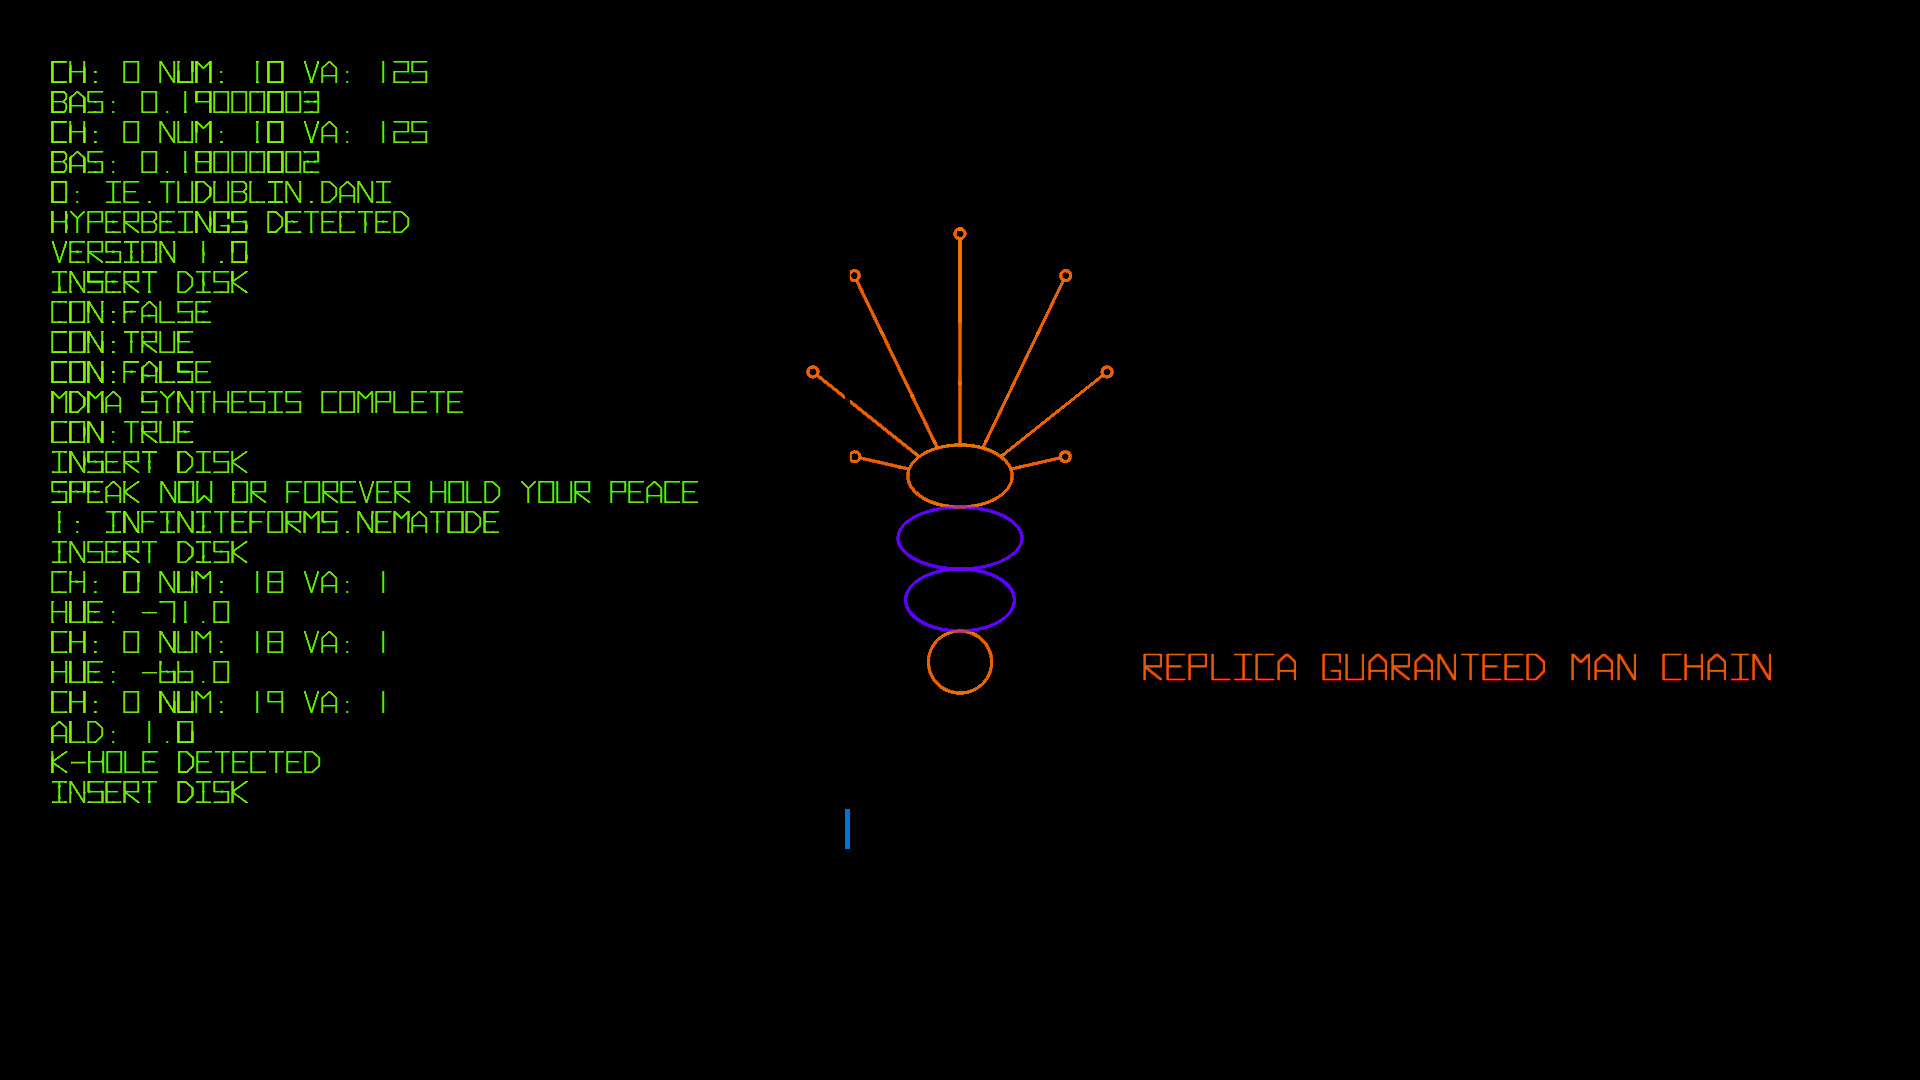 CH: 0 NUM: 10 VA: 125
BAS: 0.19000003
CH: 0 NUM: 10 VA: 125
BAS: 0.18000002
0: IE.TUDUBLIN.DANI
HYPERBEINGS DETECTED
VERSION 1.0
INSERT DISK
CON:FALSE
CON:TRUE
CON:FALSE
MDMA SYNTHESIS COMPLETE
CON:TRUE
INSERT DISK
SPEAK NOW OR FOREVER HOLD YOUR PEACE
1: INFINITEFORMS.NEMATODE
INSERT DISK
CH: 0 NUM: 18 VA: 1
HUE: -71.0
CH: 0 NUM: 18 VA: 1
HUE: -66.0
CH: 0 NUM: 19 VA: 1
ALD: 1.0
K-HOLE DETECTED
INSERT DISK
REPLICA GUARANTEED MAN CHAIN